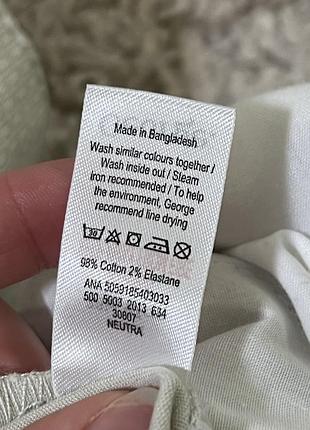 Made in Bangladesh
Wash similar colours together /
Wash inside out / Steam
iron recommended / To help
the environment, George
recommend line drying
30
98% Cotton 2% Elastane
ANA 5059185403033
500 5003 2013 634
30807
NEUTRA